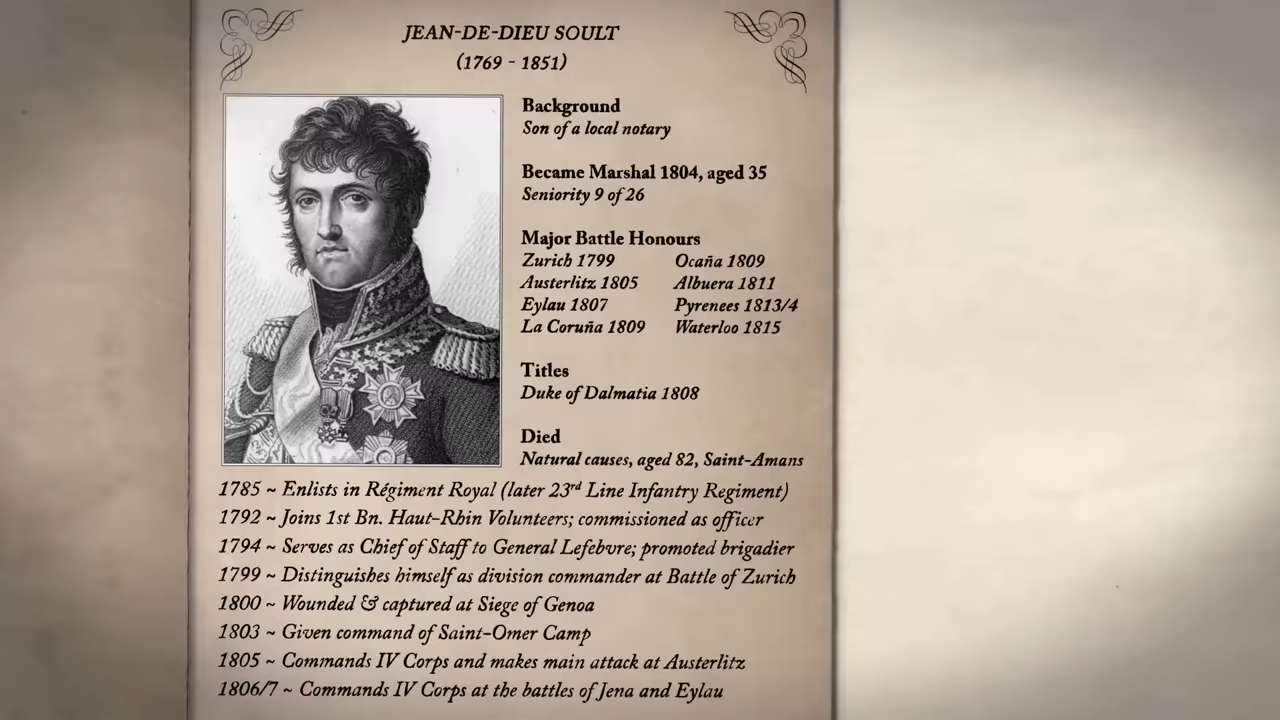 JEAN-DE-DIEU SOULT
(1769 - 1851)
Background
Son of a local notary
Became Marshal 1804, aged 35
Seniority 9 of 26
Major Battle Honours
Zurich 1799 Ocaña 1809
Austerlitz 1805 Albuera 1811
Eylau 1807 Pyrenees 1813/4
La Coruña 1809 Waterloo 1815
Titles
Duke of Dalmatia 1808
Died
Natural causes, aged 82, Saint-Amans
1785 ~ Enlists in Régiment Royal (later 23rd Line Infantry Regiment)
1792 ~ Joins 1st Bn. Haut-Rhin Volunteers; commissioned as officer
1794 ~ Serves as Chief of Staff to General Lefebvre; promoted brigadier
1799 ~ Distinguishes himself as division commander at Battle of Zurich
1800 ~ Wounded & captured at Siege of Genoa
1803 ~ Given command of Saint-Omer Camp
1805 ~ Commands IV Corps and makes main attack at Austerlitz
1806/7 ~ Commands IV Corps at the battles of Jena and Eylau